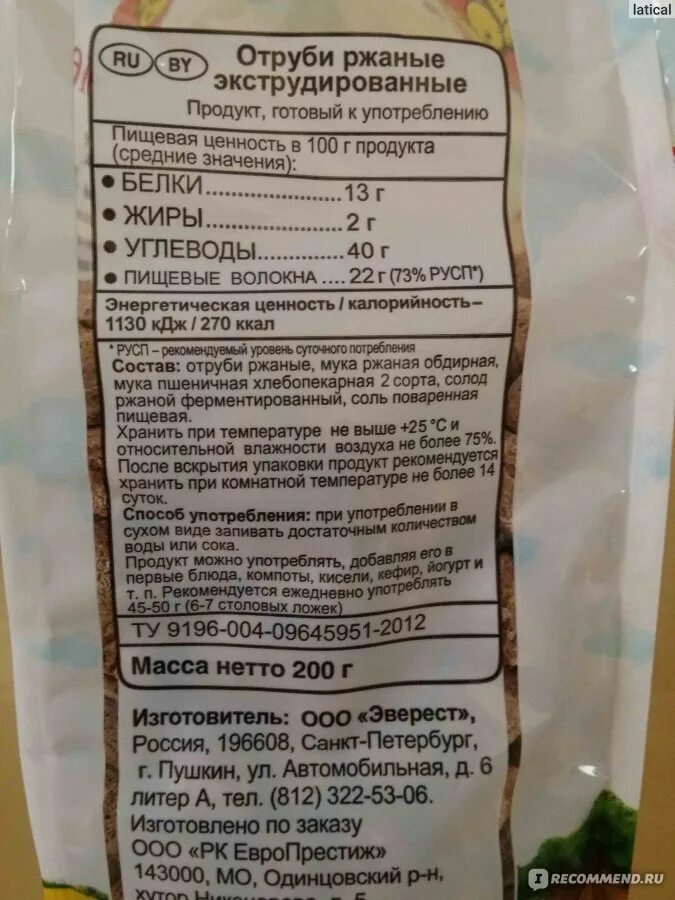 latical
RU BY
Отруби ржаные
экструдированные
Продукт, готовый к употреблению
Пищевая ценность в 100 г продукта
(средние значения):
• БЕЛКИ....................... 13 г
• ЖИРЫ....................... 2 г
• УГЛЕВОДЫ.................. 40 г
• ПИЩЕВЫЕ ВОЛОКНА .... 22 г (73% РУСП*)
Энергетическая ценность / калорийность –
1130 кДж / 270 ккал
* РУСП – рекомендуемый уровень суточного потребления
Состав: отруби ржаные, мука ржаная обдирная,
мука пшеничная хлебопекарная 2 сорта, солод
ржаной ферментированный, соль поваренная
пищевая.
Хранить при температуре не выше +25 °С и
относительной влажности воздуха не более 75%.
После вскрытия упаковки продукт рекомендуется
хранить при комнатной температуре не более 14
суток.
Способ употребления: при употреблении в
сухом виде запивать достаточным количеством
воды или сока.
Продукт можно употреблять, добавляя его в
первые блюда, компоты, кисели, кефир, йогурт и
т. п. Рекомендуется ежедневно употреблять
45-50 г (6-7 столовых ложек)
ТУ 9196-004-09645951-2012
Масса нетто 200 г
Изготовитель: ООО «Эверест»,
Россия, 196608, Санкт-Петербург,
г. Пушкин, ул. Автомобильная, д. 6
литер А, тел. (812) 322-53-06.
Изготовлено по заказу
ООО «РК ЕвроПрестиж»
143000, МО, Одинцовский р-н,
хутор д. 5
IRECOMMEND.RU